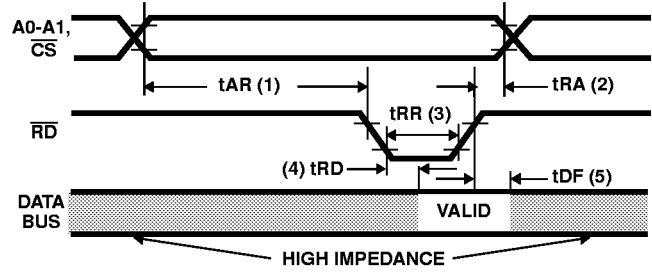 A0-A1,
CS
tAR (1)
tRA (2)
tRR (3)
RD
(4) tRD
tDF (5)
DATA
BUS
VALID
HIGH IMPEDANCE